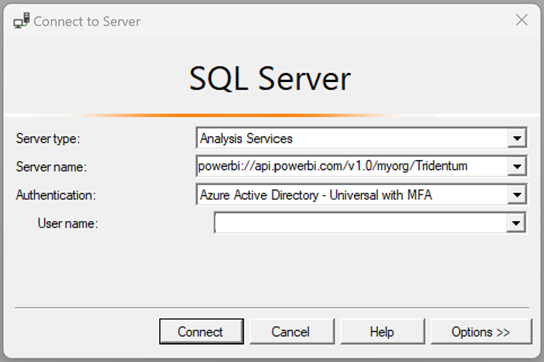 Connect to Server
SQL Server
Server type: Analysis Services
Server name: powerbi://api.powerbi.com/v1.0/myorg/Tridentum
Authentication: Azure Active Directory - Universal with MFA
User name:
Connect Cancel Help Options >>